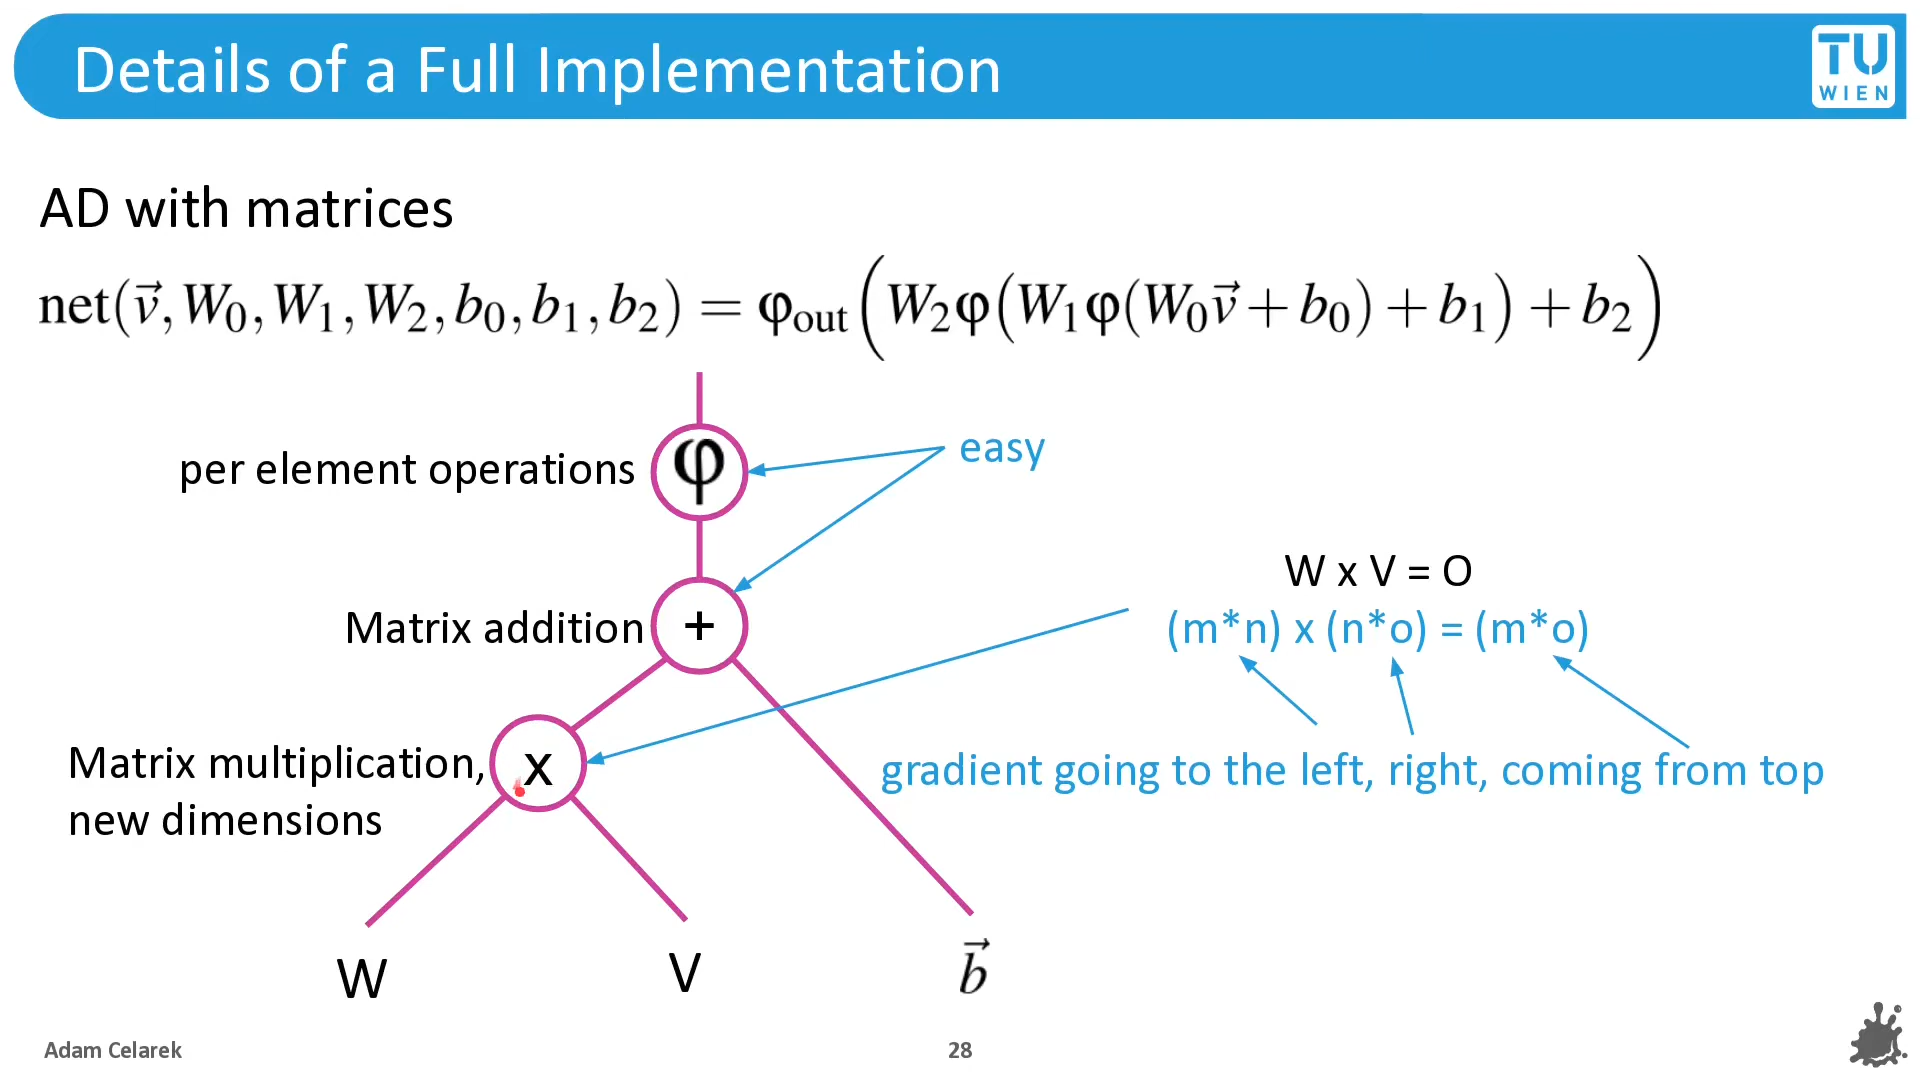 Details of a Full Implementation
TU
WIEN
AD with matrices
net(v⃗, W₀, W₁, W₂, b₀, b₁, b₂) = φ_out(W₂φ(W₁φ(W₀v⃗ + b₀) + b₁) + b₂)
per element operations
φ
easy
W x V = O
Matrix addition
+
(m*n) x (n*o) = (m*o)
Matrix multiplication,
new dimensions
x
gradient going to the left, right, coming from top
W
V
b⃗
Adam Celarek
28